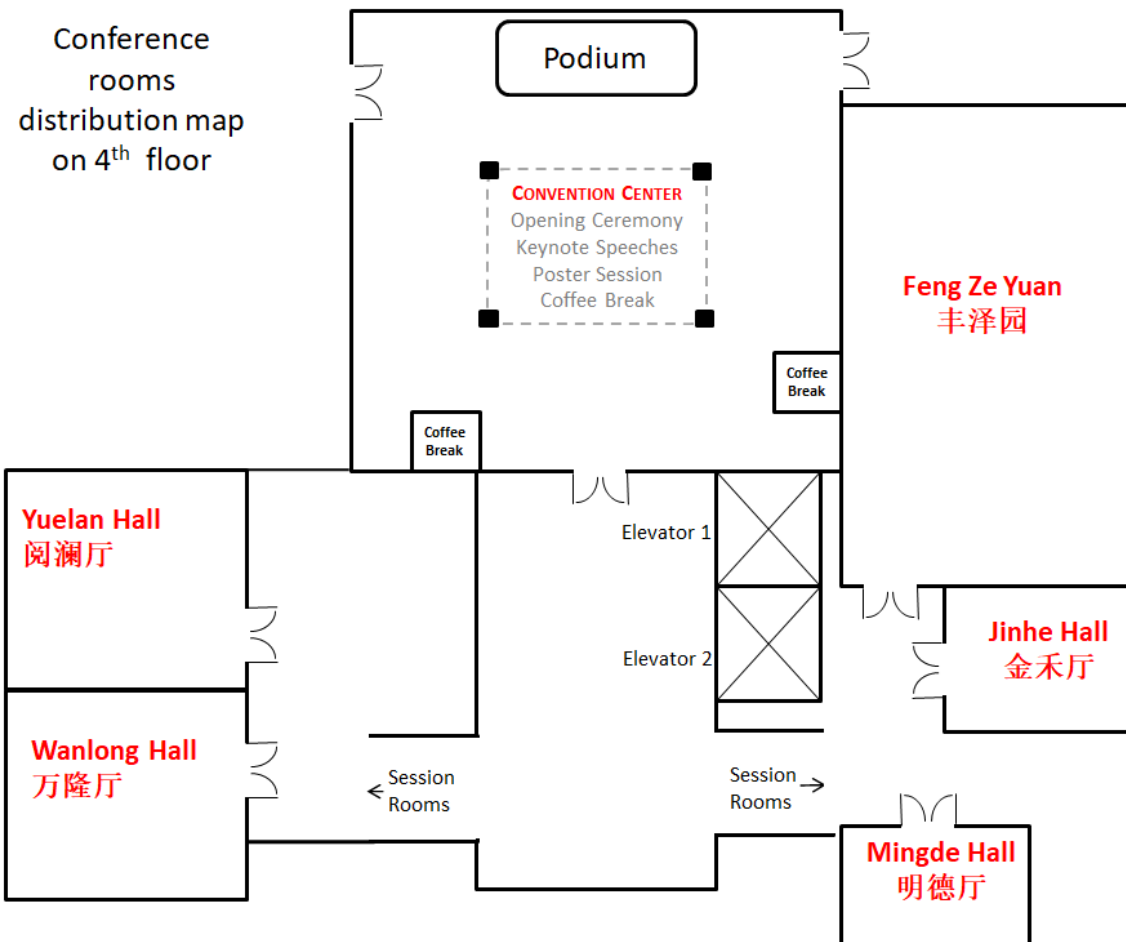 Conference
rooms
distribution map
on 4th floor
Podium
CONVENTION CENTER
Opening Ceremony
Keynote Speeches
Poster Session
Coffee Break
Feng Ze Yuan
丰泽园
Coffee
Break
Coffee
Break
Yuelan Hall
阅澜厅
Elevator 1
Elevator 2
Jinhe Hall
金禾厅
Wanlong Hall
万隆厅
Session
Rooms
Session
Rooms
Mingde Hall
明德厅